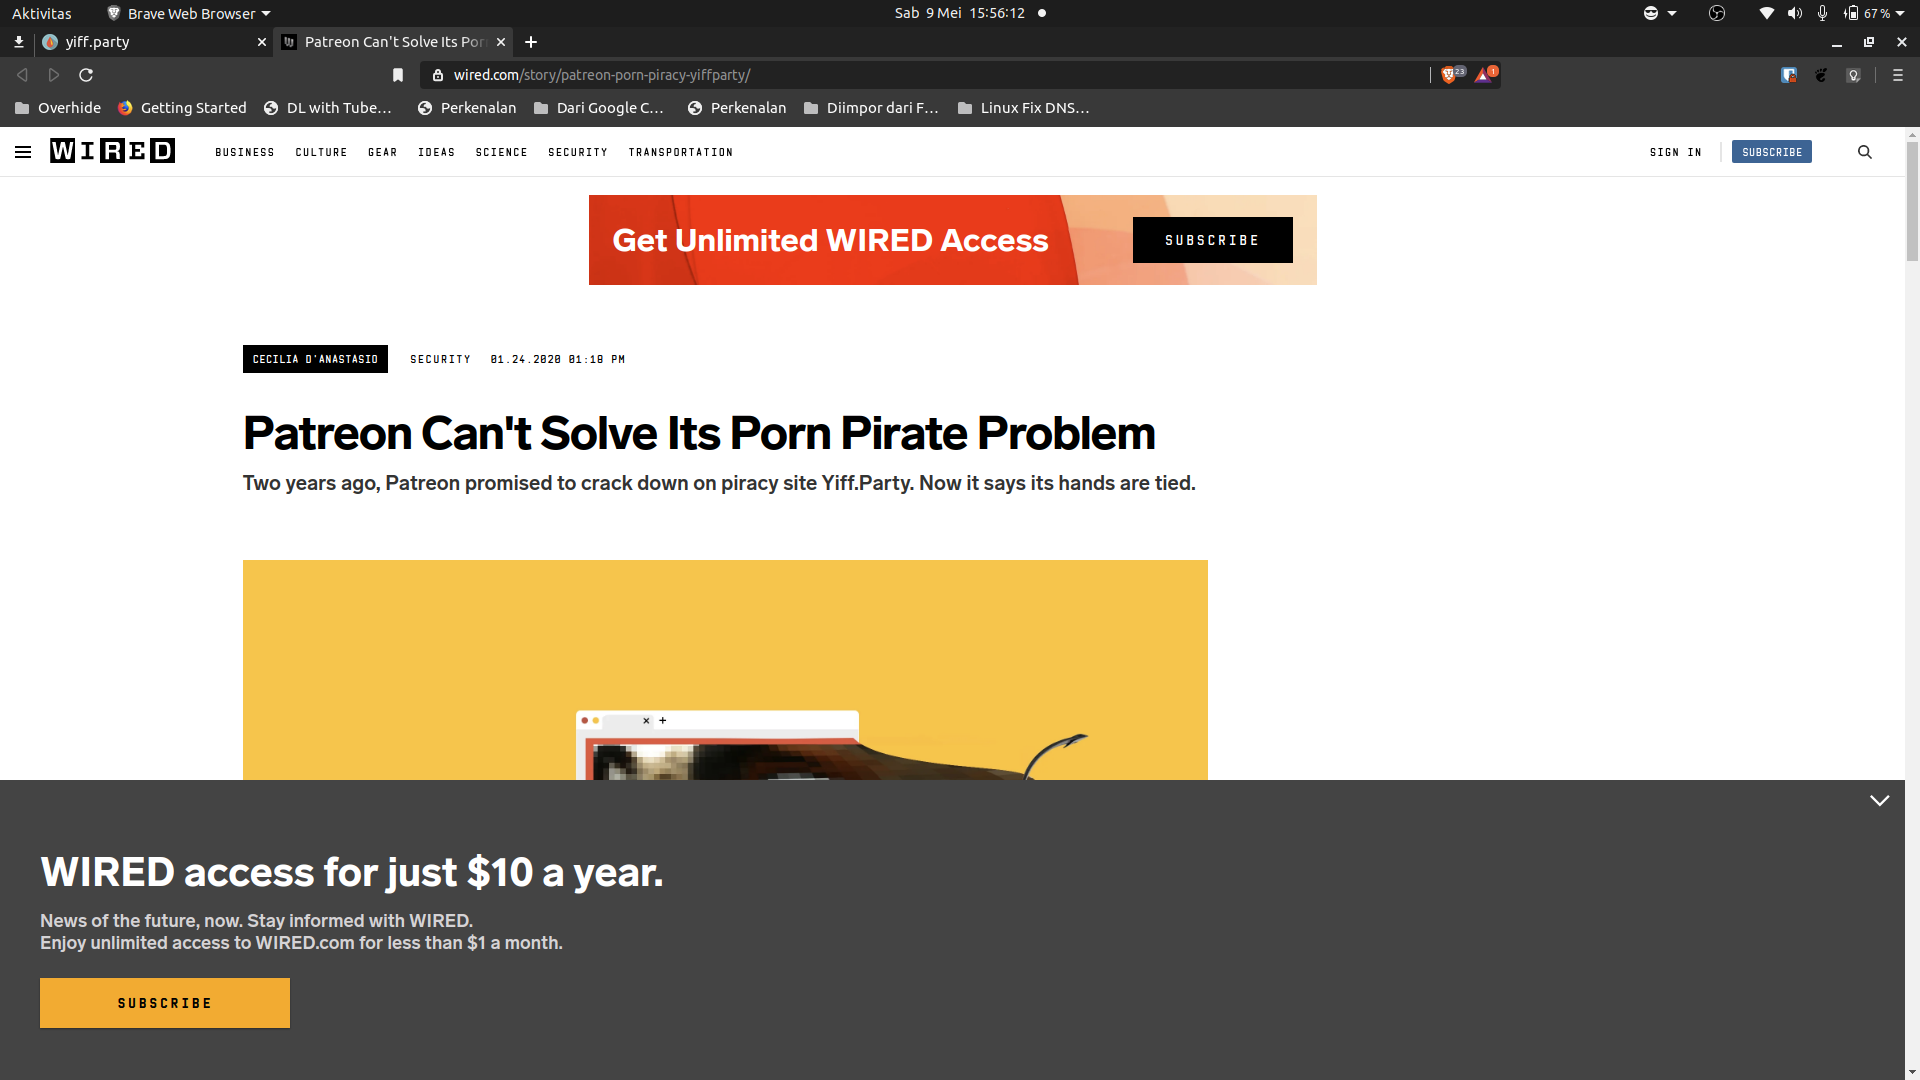 Aktivitas
Brave Web Browser
Sab 9 Mei 15:56:12
67 %
yiff.party
Patreon Can't Solve Its Por
wired.com/story/patreon-porn-piracy-yiffparty/
23
1
Overhide
Getting Started
DL with Tube...
Perkenalan
Dari Google C...
Perkenalan
Diimpor dari F...
Linux Fix DNS...
WIRED
BUSINESS
CULTURE
GEAR
IDEAS
SCIENCE
SECURITY
TRANSPORTATION
SIGN IN
SUBSCRIBE
Get Unlimited WIRED Access
SUBSCRIBE
CECILIA D'ANASTASIO
SECURITY
01.24.2020 01:18 PM
Patreon Can't Solve Its Porn Pirate Problem
Two years ago, Patreon promised to crack down on piracy site Yiff.Party. Now it says its hands are tied.
WIRED access for just $10 a year.
News of the future, now. Stay informed with WIRED.
Enjoy unlimited access to WIRED.com for less than $1 a month.
SUBSCRIBE